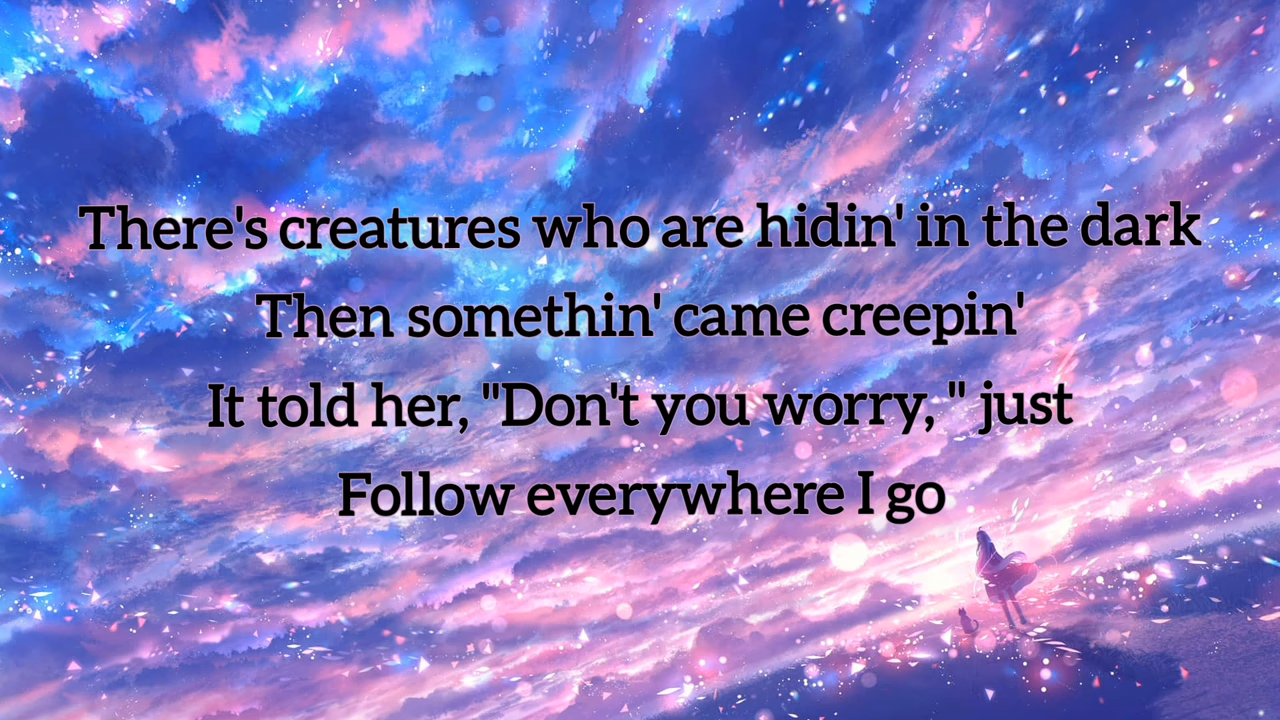 There's creatures who are hidin' in the dark
Then somethin' came creepin'
It told her, "Don't you worry, " just
Follow everywhere I go